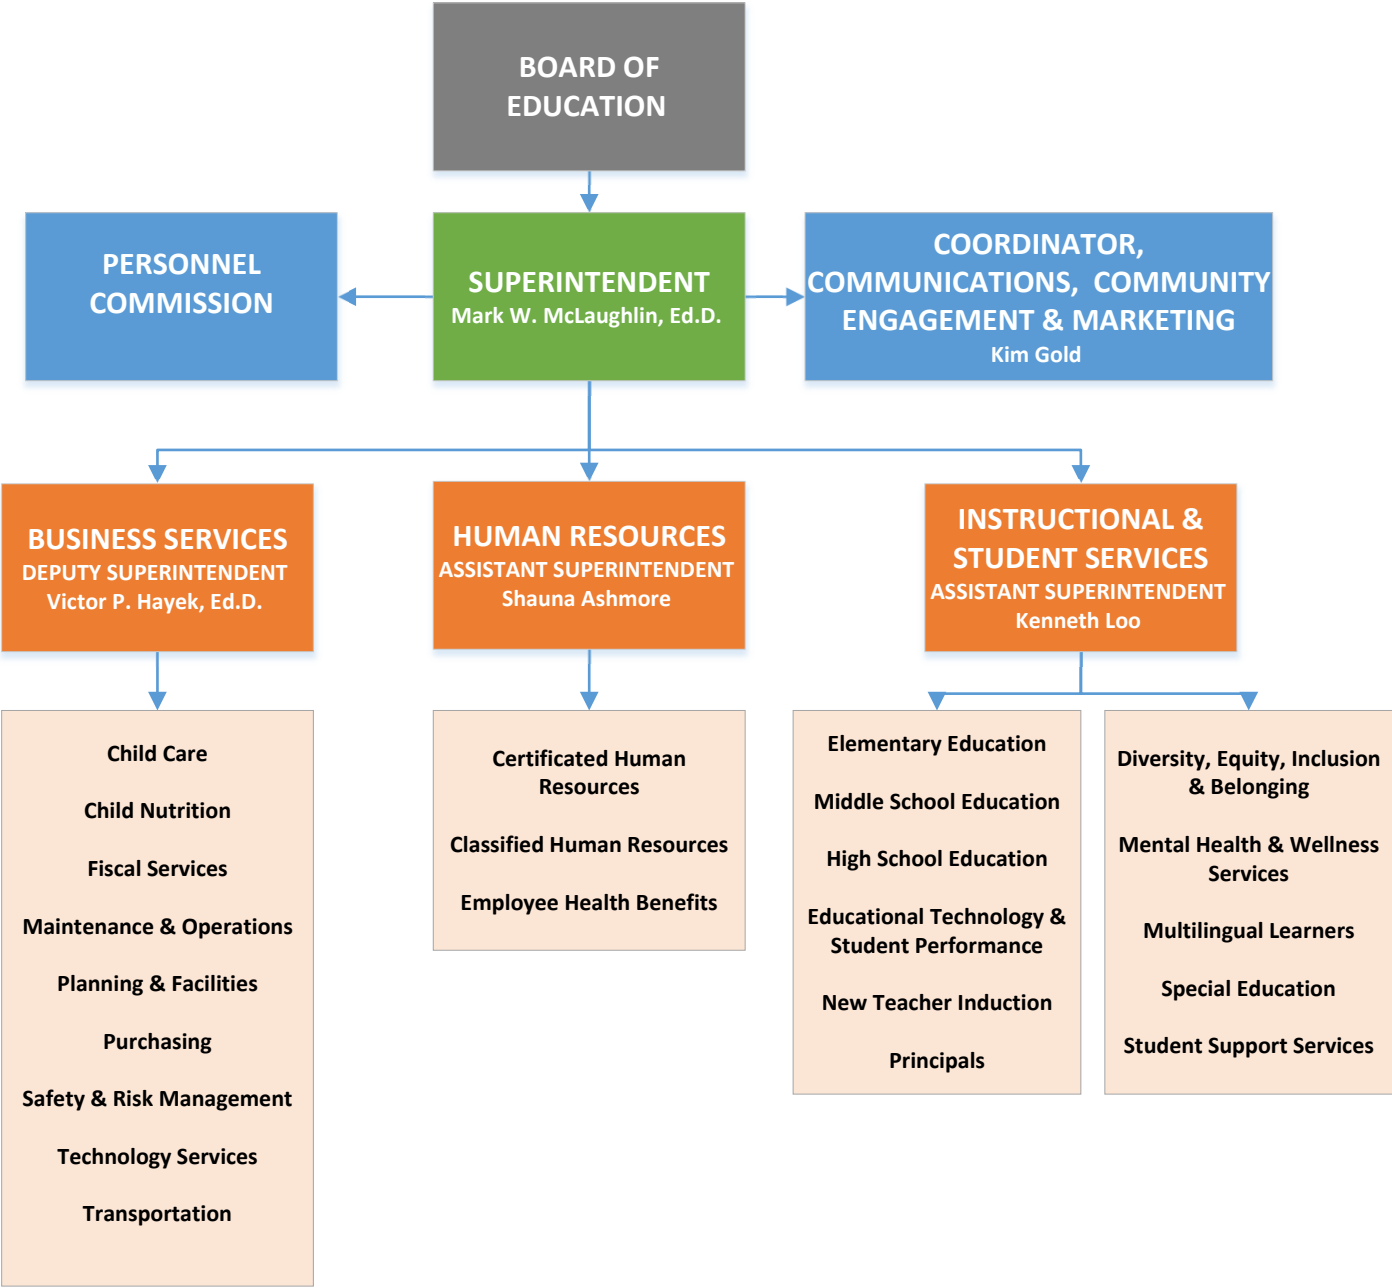 BOARD OF
EDUCATION
PERSONNEL
COMMISSION
SUPERINTENDENT
Mark W. McLaughlin, Ed.D.
COORDINATOR,
COMMUNICATIONS, COMMUNITY
ENGAGEMENT & MARKETING
Kim Gold
BUSINESS SERVICES
DEPUTY SUPERINTENDENT
Victor P. Hayek, Ed.D.
HUMAN RESOURCES
ASSISTANT SUPERINTENDENT
Shauna Ashmore
INSTRUCTIONAL &
STUDENT SERVICES
ASSISTANT SUPERINTENDENT
Kenneth Loo
Child Care
Child Nutrition
Fiscal Services
Maintenance & Operations
Planning & Facilities
Purchasing
Safety & Risk Management
Technology Services
Transportation
Certificated Human
Resources
Classified Human Resources
Employee Health Benefits
Elementary Education
Middle School Education
High School Education
Educational Technology &
Student Performance
New Teacher Induction
Principals
Diversity, Equity, Inclusion
& Belonging
Mental Health & Wellness
Services
Multilingual Learners
Special Education
Student Support Services